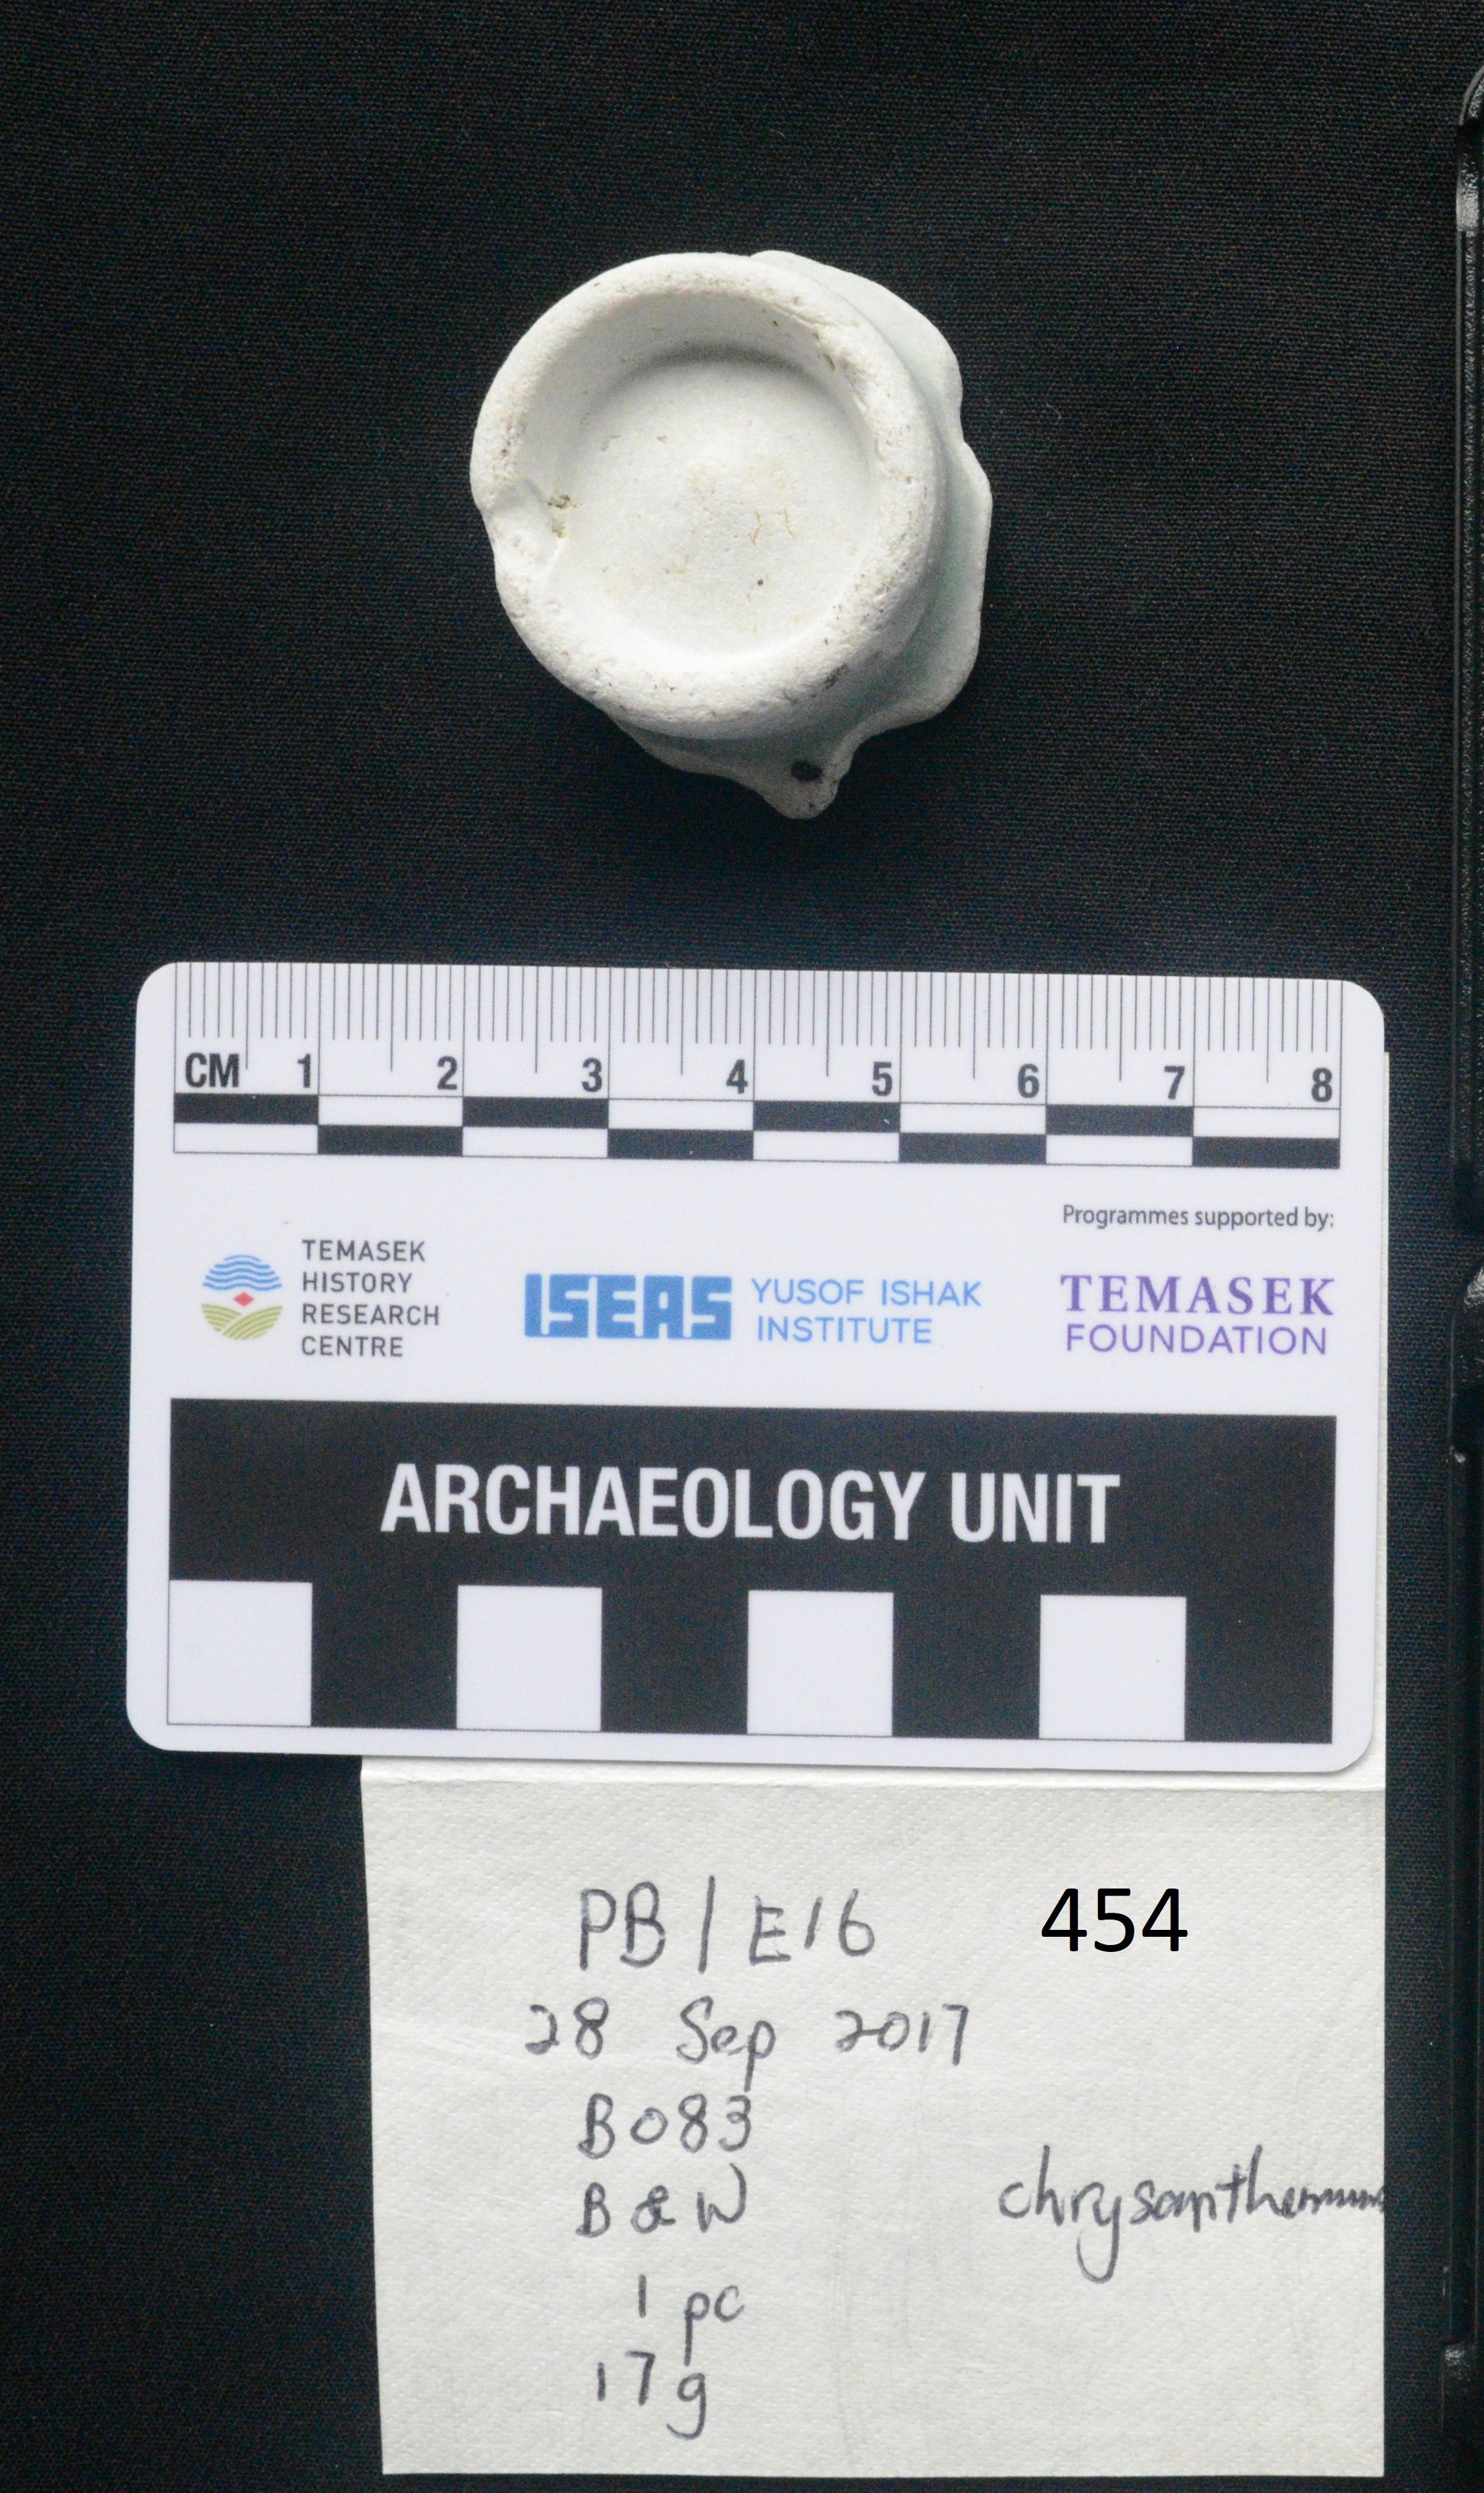 CM 1 2 3 4 5 6 7 8
Programmes supported by:
TEMASEK
HISTORY
RESEARCH
CENTRE
ISEAS YUSOF ISHAK
INSTITUTE
TEMASEK
FOUNDATION
ARCHAEOLOGY UNIT
PB / E16 454
28 Sep 2017
B083
B & W
chrysanthemum
1 pc
17g